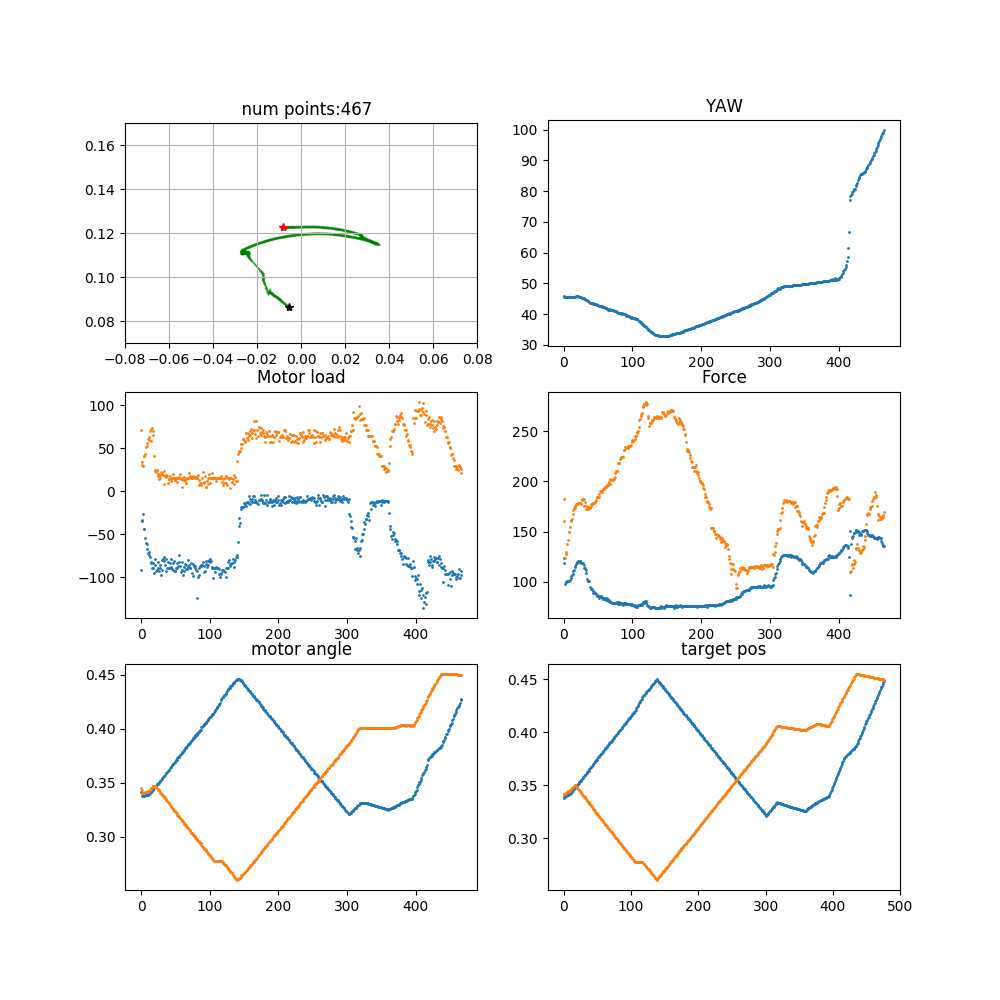 num points:467
YAW
0.16
0.14
0.12
0.10
0.08
−0.08 −0.06 −0.04 −0.02 0.00 0.02 0.04 0.06 0.08
100
90
80
70
60
50
40
30
0 100 200 300 400
Motor load
Force
100
50
0
−50
−100
0 100 200 300 400
250
200
150
100
0 100 200 300 400
motor angle
target pos
0.45
0.40
0.35
0.30
0 100 200 300 400
0.45
0.40
0.35
0.30
0 100 200 300 400 500